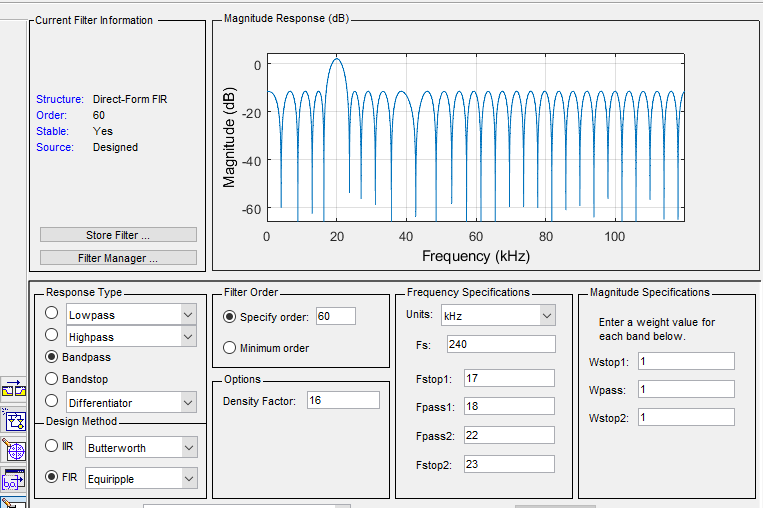 Current Filter Information
Structure: Direct-Form FIR
Order: 60
Stable: Yes
Source: Designed
Store Filter ...
Filter Manager ...
Magnitude Response (dB)
Magnitude (dB)
0
-20
-40
-60
0 20 40 60 80 100
Frequency (kHz)
Response Type
Lowpass
Highpass
Bandpass
Bandstop
Differentiator
Design Method
IIR Butterworth
FIR Equiripple
Filter Order
Specify order: 60
Minimum order
Options
Density Factor: 16
Frequency Specifications
Units: kHz
Fs: 240
Fstop1: 17
Fpass1: 18
Fpass2: 22
Fstop2: 23
Magnitude Specifications
Enter a weight value for
each band below.
Wstop1: 1
Wpass: 1
Wstop2: 1